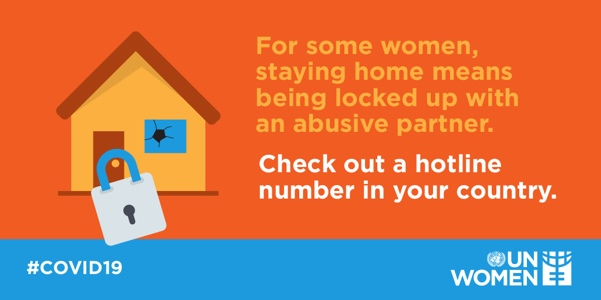 For some women,
staying home means
being locked up with
an abusive partner.
Check out a hotline
number in your country.
#COVID19
UN
WOMEN